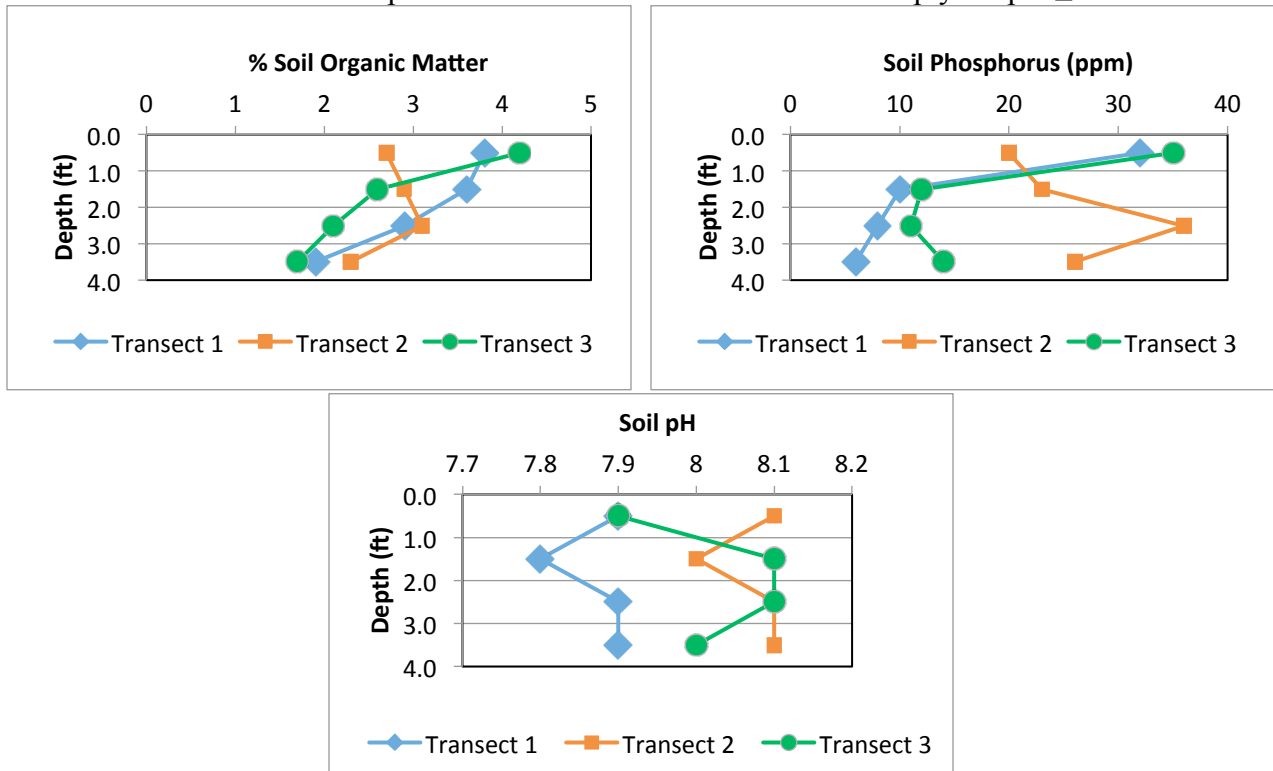 % Soil Organic Matter
0 1 2 3 4 5
0.0
1.0
2.0
3.0
4.0
Depth (ft)
Transect 1 Transect 2 Transect 3
Soil Phosphorus (ppm)
0 10 20 30 40
0.0
1.0
2.0
3.0
4.0
Depth (ft)
Transect 1 Transect 2 Transect 3
Soil pH
7.7 7.8 7.9 8 8.1 8.2
0.0
1.0
2.0
3.0
4.0
Depth (ft)
Transect 1 Transect 2 Transect 3